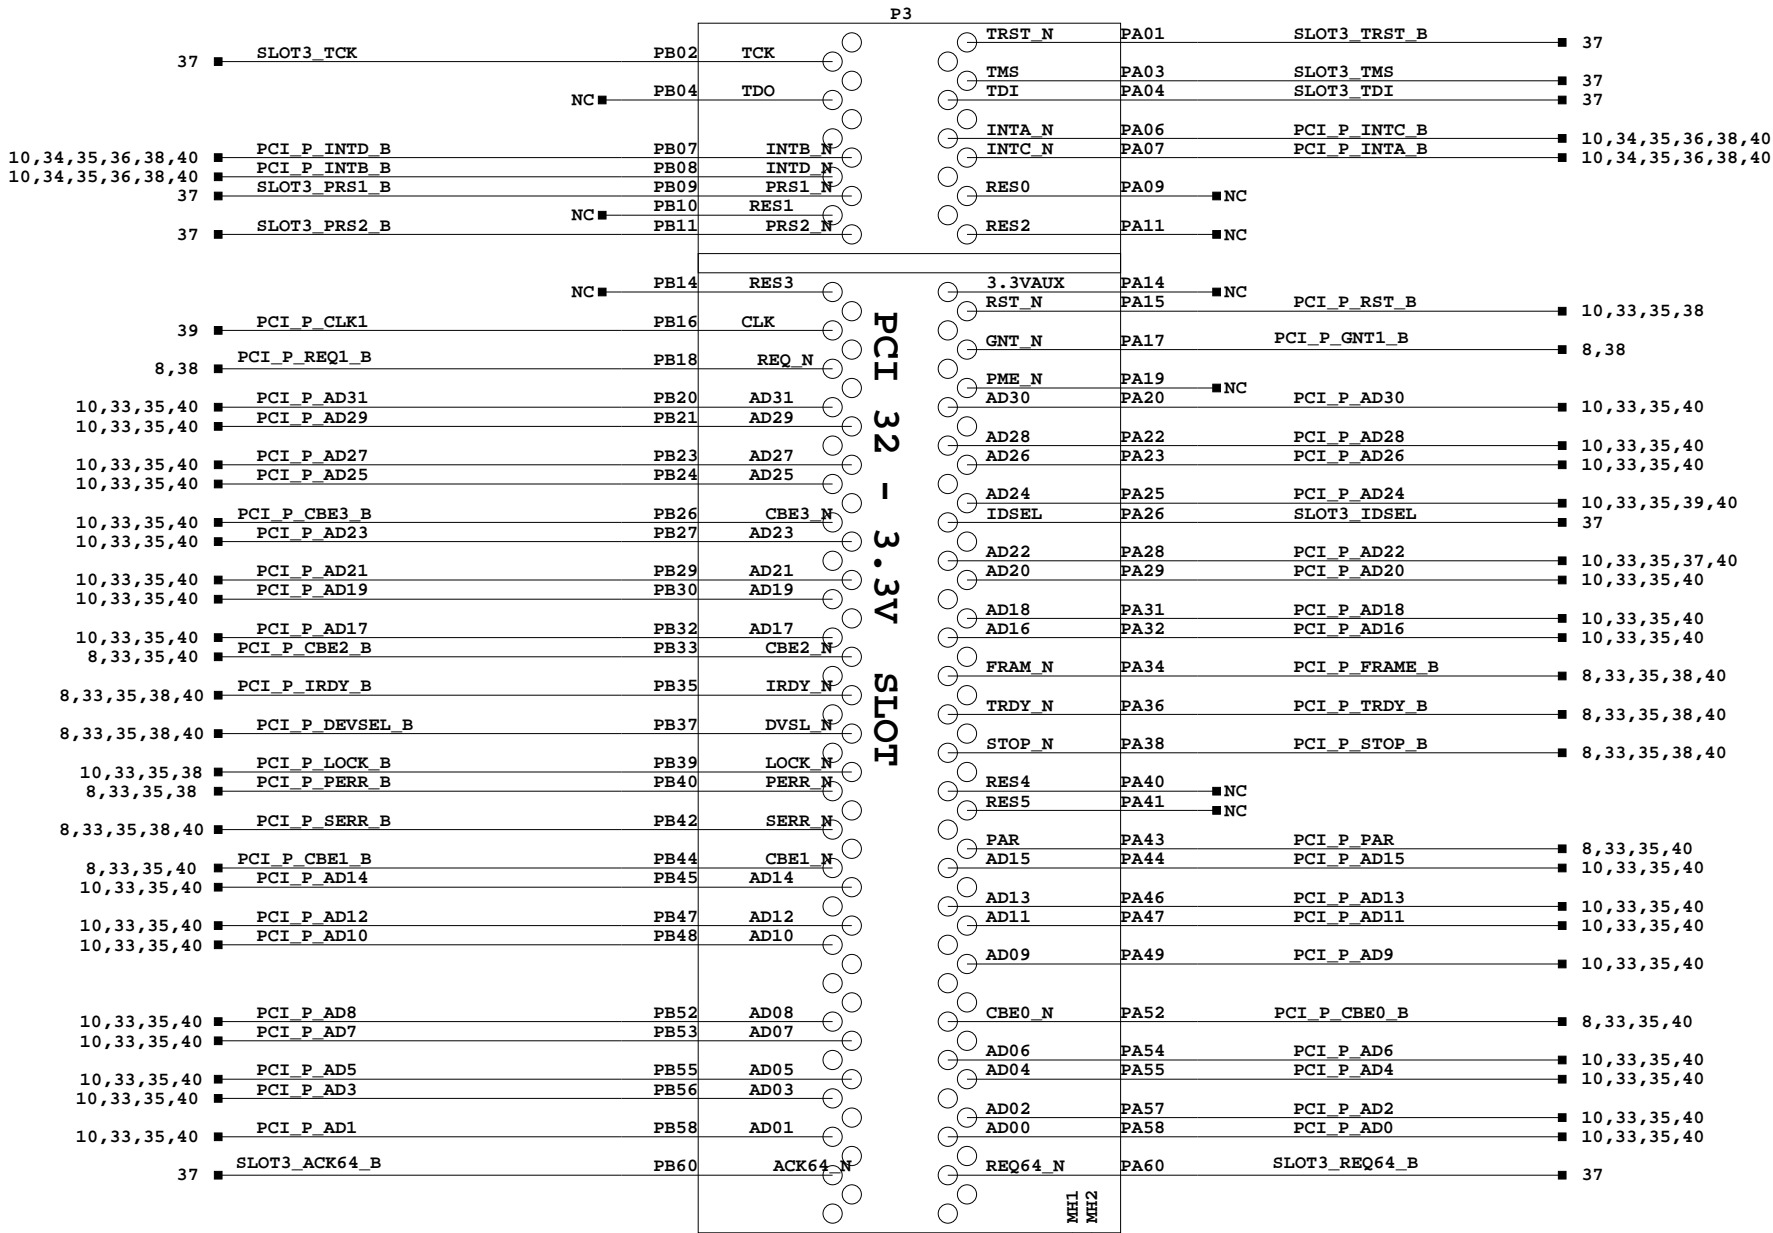 P3
TRST_N PA01 SLOT3_TRST_B 37
37 SLOT3_TCK PB02 TCK
TMS PA03 SLOT3_TMS 37
NC PB04 TDO TDI PA04 SLOT3_TDI 37
INTA_N PA06 PCI_P_INTC_B 10,34,35,36,38,40
10,34,35,36,38,40 PCI_P_INTD_B PB07 INTB_N INTC_N PA07 PCI_P_INTA_B 10,34,35,36,38,40
10,34,35,36,38,40 PCI_P_INTB_B PB08 INTD_N
37 SLOT3_PRS1_B PB09 PRS1_N RES0 PA09 NC
NC PB10 RES1
37 SLOT3_PRS2_B PB11 PRS2_N RES2 PA11 NC
NC PB14 RES3 3.3VAUX PA14 NC
RST_N PA15 PCI_P_RST_B 10,33,35,38
39 PCI_P_CLK1 PB16 CLK
GNT_N PA17 PCI_P_GNT1_B 8,38
8,38 PCI_P_REQ1_B PB18 REQ_N
PME_N PA19 NC
10,33,35,40 PCI_P_AD31 PB20 AD31 AD30 PA20 PCI_P_AD30 10,33,35,40
10,33,35,40 PCI_P_AD29 PB21 AD29
AD28 PA22 PCI_P_AD28 10,33,35,40
10,33,35,40 PCI_P_AD27 PB23 AD27 AD26 PA23 PCI_P_AD26 10,33,35,40
10,33,35,40 PCI_P_AD25 PB24 AD25
AD24 PA25 PCI_P_AD24 10,33,35,39,40
10,33,35,40 PCI_P_CBE3_B PB26 CBE3_N IDSEL PA26 SLOT3_IDSEL 37
10,33,35,40 PCI_P_AD23 PB27 AD23
AD22 PA28 PCI_P_AD22 10,33,35,37,40
10,33,35,40 PCI_P_AD21 PB29 AD21 AD20 PA29 PCI_P_AD20 10,33,35,40
10,33,35,40 PCI_P_AD19 PB30 AD19
AD18 PA31 PCI_P_AD18 10,33,35,40
10,33,35,40 PCI_P_AD17 PB32 AD17 AD16 PA32 PCI_P_AD16 10,33,35,40
8,33,35,40 PCI_P_CBE2_B PB33 CBE2_N
FRAM_N PA34 PCI_P_FRAME_B 8,33,35,38,40
8,33,35,38,40 PCI_P_IRDY_B PB35 IRDY_N
TRDY_N PA36 PCI_P_TRDY_B 8,33,35,38,40
8,33,35,38,40 PCI_P_DEVSEL_B PB37 DVSL_N
STOP_N PA38 PCI_P_STOP_B 8,33,35,38,40
10,33,35,38 PCI_P_LOCK_B PB39 LOCK_N
8,33,35,38 PCI_P_PERR_B PB40 PERR_N RES4 PA40 NC
RES5 PA41 NC
8,33,35,38,40 PCI_P_SERR_B PB42 SERR_N
PAR PA43 PCI_P_PAR 8,33,35,40
8,33,35,40 PCI_P_CBE1_B PB44 CBE1_N AD15 PA44 PCI_P_AD15 10,33,35,40
10,33,35,40 PCI_P_AD14 PB45 AD14
AD13 PA46 PCI_P_AD13 10,33,35,40
10,33,35,40 PCI_P_AD12 PB47 AD12 AD11 PA47 PCI_P_AD11 10,33,35,40
10,33,35,40 PCI_P_AD10 PB48 AD10
AD09 PA49 PCI_P_AD9 10,33,35,40
10,33,35,40 PCI_P_AD8 PB52 AD08 CBE0_N PA52 PCI_P_CBE0_B 8,33,35,40
10,33,35,40 PCI_P_AD7 PB53 AD07
AD06 PA54 PCI_P_AD6 10,33,35,40
10,33,35,40 PCI_P_AD5 PB55 AD05 AD04 PA55 PCI_P_AD4 10,33,35,40
10,33,35,40 PCI_P_AD3 PB56 AD03
AD02 PA57 PCI_P_AD2 10,33,35,40
10,33,35,40 PCI_P_AD1 PB58 AD01 AD00 PA58 PCI_P_AD0 10,33,35,40
37 SLOT3_ACK64_B PB60 ACK64_N REQ64_N PA60 SLOT3_REQ64_B 37
PCI 32 - 3.3V SLOT
MH1
MH2